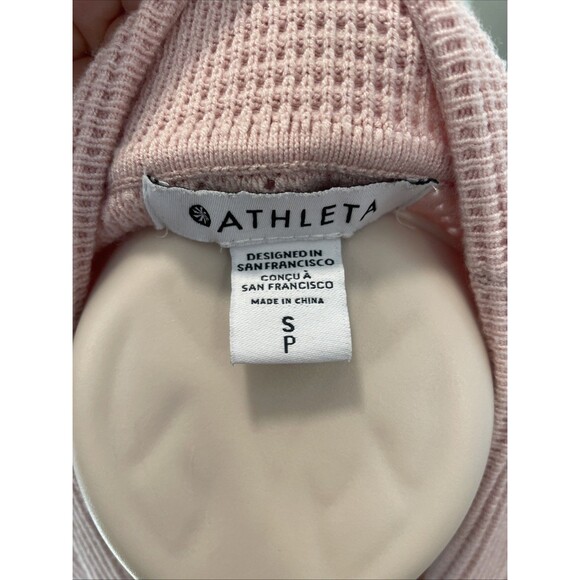 ATHLETA
DESIGNED IN
SAN FRANCISCO
CONÇU À
SAN FRANCISCO
MADE IN CHINA
S
P